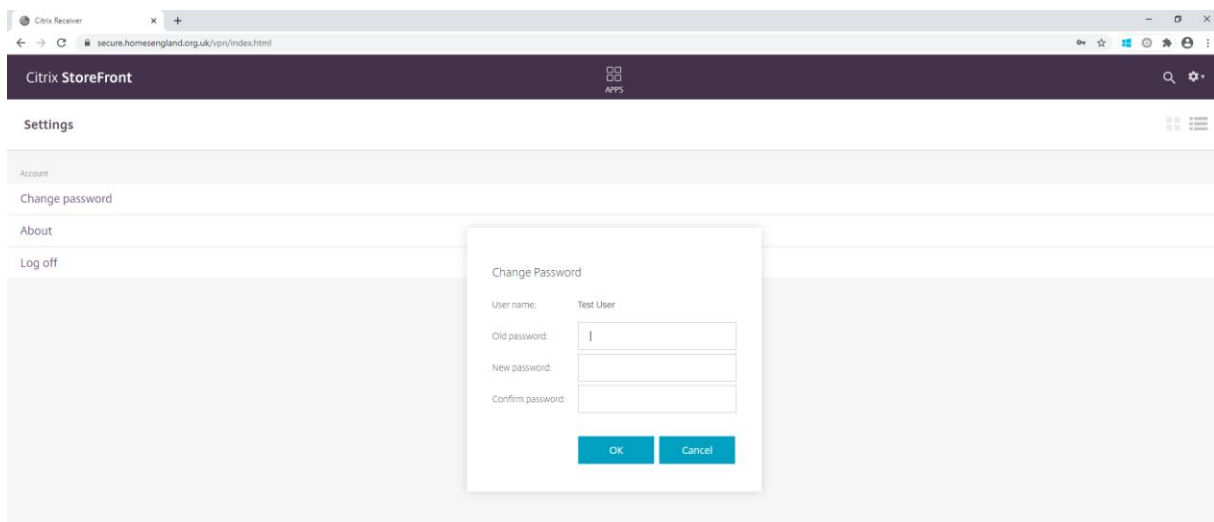 Citrix Receiver
secure.homesengland.org.uk/vpn/index.html
Citrix StoreFront
APPS
Settings
Account
Change password
About
Log off
Change Password
User name: Test User
Old password:
New password:
Confirm password:
OK Cancel